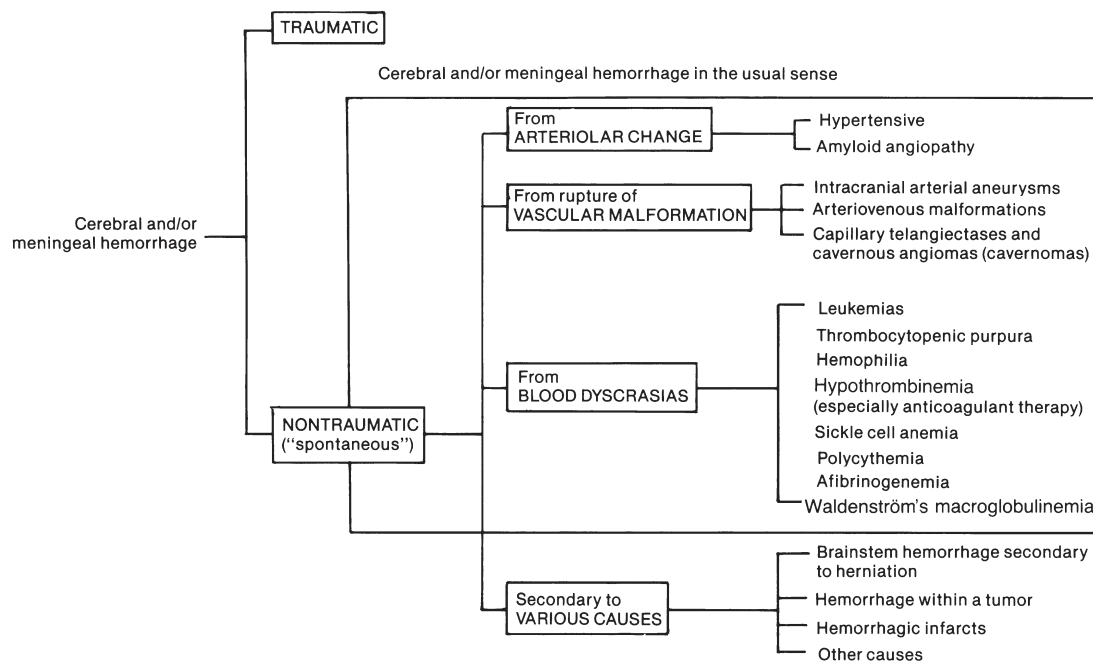 TRAUMATIC
Cerebral and/or meningeal hemorrhage in the usual sense
From
ARTERIOLAR CHANGE
Hypertensive
Amyloid angiopathy
From rupture of
VASCULAR MALFORMATION
Intracranial arterial aneurysms
Arteriovenous malformations
Capillary telangiectases and
cavernous angiomas (cavernomas)
Cerebral and/or
meningeal hemorrhage
From
BLOOD DYSCRASIAS
Leukemias
Thrombocytopenic purpura
Hemophilia
Hypothrombinemia
(especially anticoagulant therapy)
Sickle cell anemia
Polycythemia
Afibrinogenemia
Waldenström's macroglobulinemia
NONTRAUMATIC
("spontaneous")
Secondary to
VARIOUS CAUSES
Brainstem hemorrhage secondary
to herniation
Hemorrhage within a tumor
Hemorrhagic infarcts
Other causes